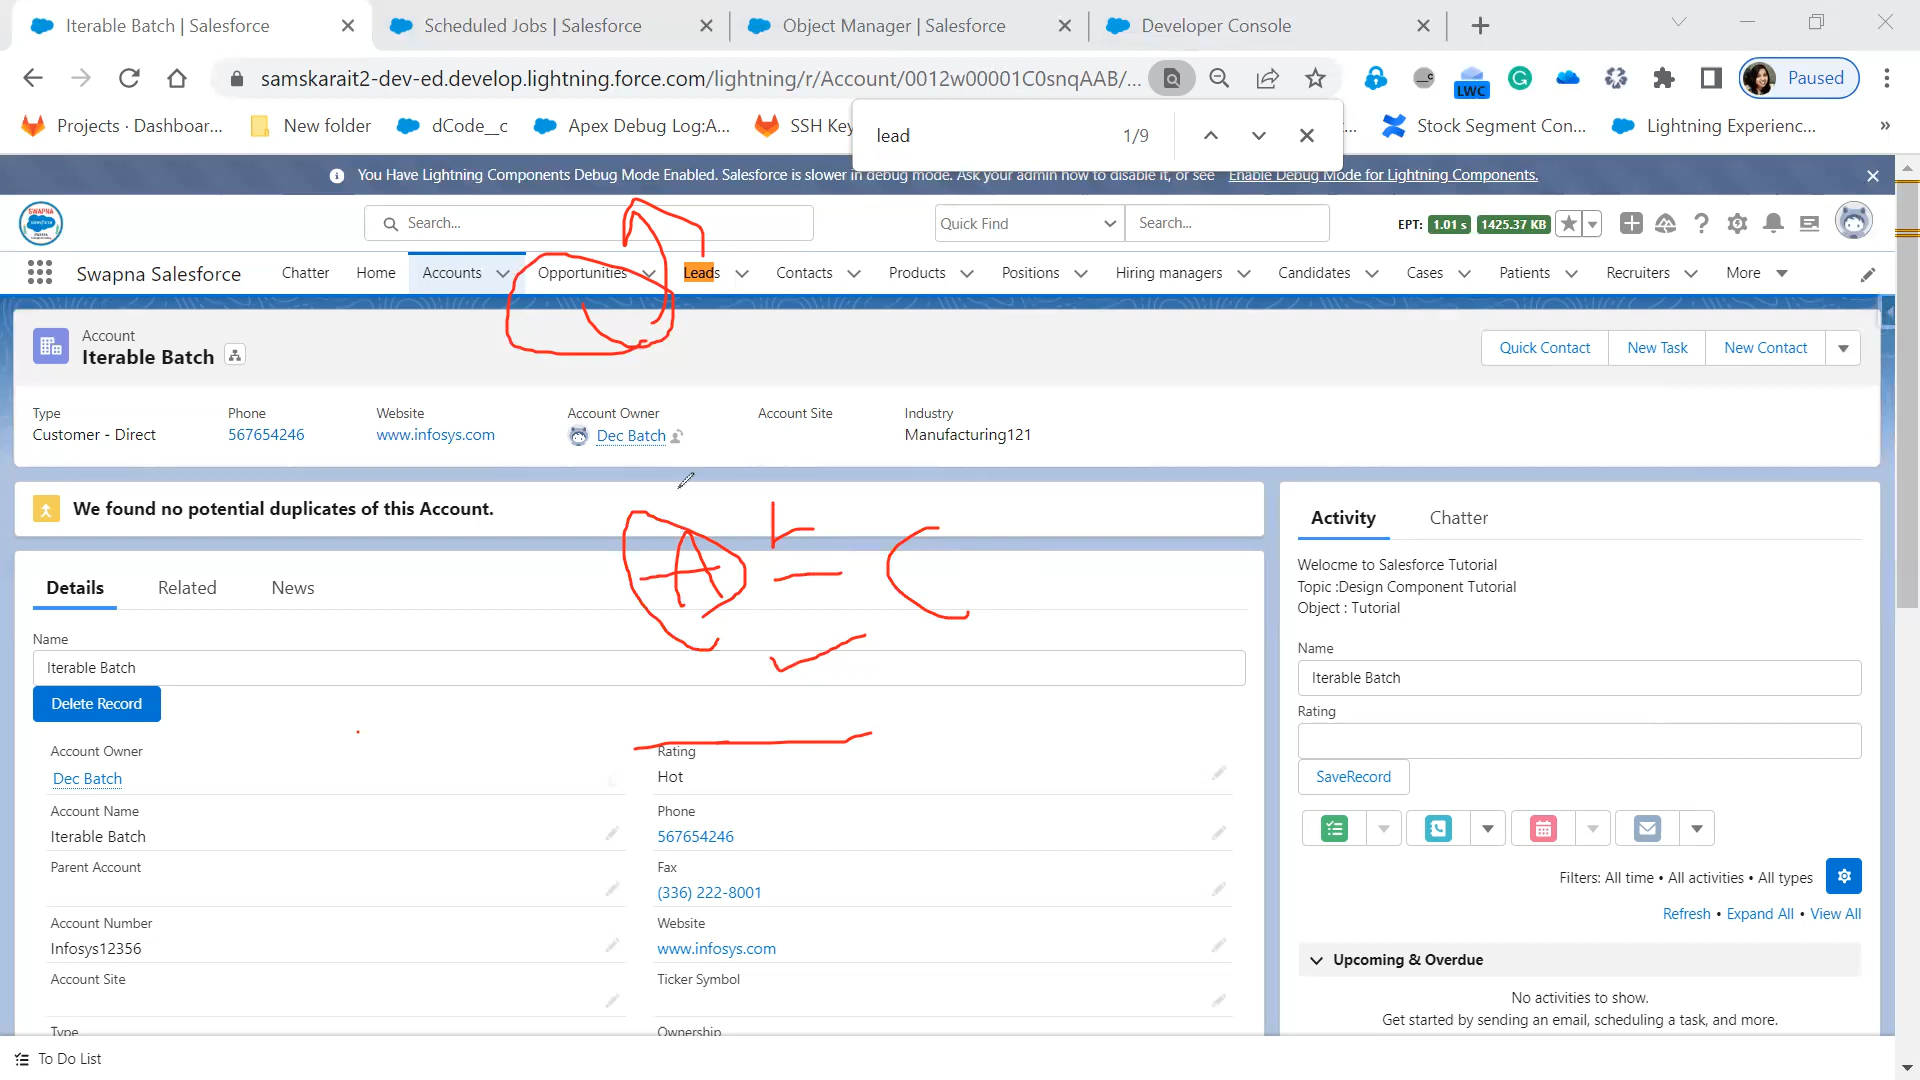 Iterable Batch | Salesforce
Scheduled Jobs | Salesforce
Object Manager | Salesforce
Developer Console
samskarait2-dev-ed.develop.lightning.force.com/lightning/r/Account/0012w00001C0snqAAB/...
LWC
Paused
Projects · Dashboar...
New folder
dCode__c
Apex Debug Log:A...
SSH Key
Stock Segment Con...
Lightning Experienc...
»
lead
1/9
You Have Lightning Components Debug Mode Enabled. Salesforce is slower in debug mode. Ask your admin how to disable it, or see Enable Debug Mode for Lightning Components.
Search...
Quick Find
Search...
EPT: 1.01 s 1425.37 KB
Swapna Salesforce
Chatter
Home
Accounts
Opportunities
Leads
Contacts
Products
Positions
Hiring managers
Candidates
Cases
Patients
Recruiters
More
Account
Iterable Batch
Quick Contact
New Task
New Contact
Type
Customer - Direct
Phone
567654246
Website
www.infosys.com
Account Owner
Dec Batch
Account Site
Industry
Manufacturing121
We found no potential duplicates of this Account.
Details
Related
News
Name
Iterable Batch
Delete Record
Account Owner
Dec Batch
Rating
Hot
Account Name
Iterable Batch
Phone
567654246
Parent Account
Fax
(336) 222-8001
Account Number
Infosys12356
Website
www.infosys.com
Account Site
Ticker Symbol
Type
Ownership
A
C
Activity
Chatter
Welocme to Salesforce Tutorial
Topic :Design Component Tutorial
Object : Tutorial
Name
Iterable Batch
Rating
SaveRecord
Filters: All time • All activities • All types
Refresh • Expand All • View All
Upcoming & Overdue
No activities to show.
Get started by sending an email, scheduling a task, and more.
To Do List